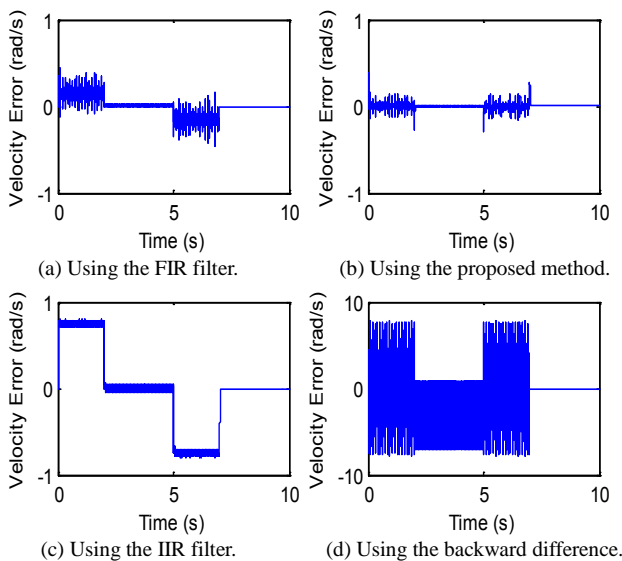 1
0
-1
Velocity Error (rad/s)
0
5
10
Time (s)
(a) Using the FIR filter.
1
0
-1
Velocity Error (rad/s)
0
5
10
Time (s)
(b) Using the proposed method.
1
0
-1
Velocity Error (rad/s)
0
5
10
Time (s)
(c) Using the IIR filter.
10
0
-10
Velocity Error (rad/s)
0
5
10
Time (s)
(d) Using the backward difference.